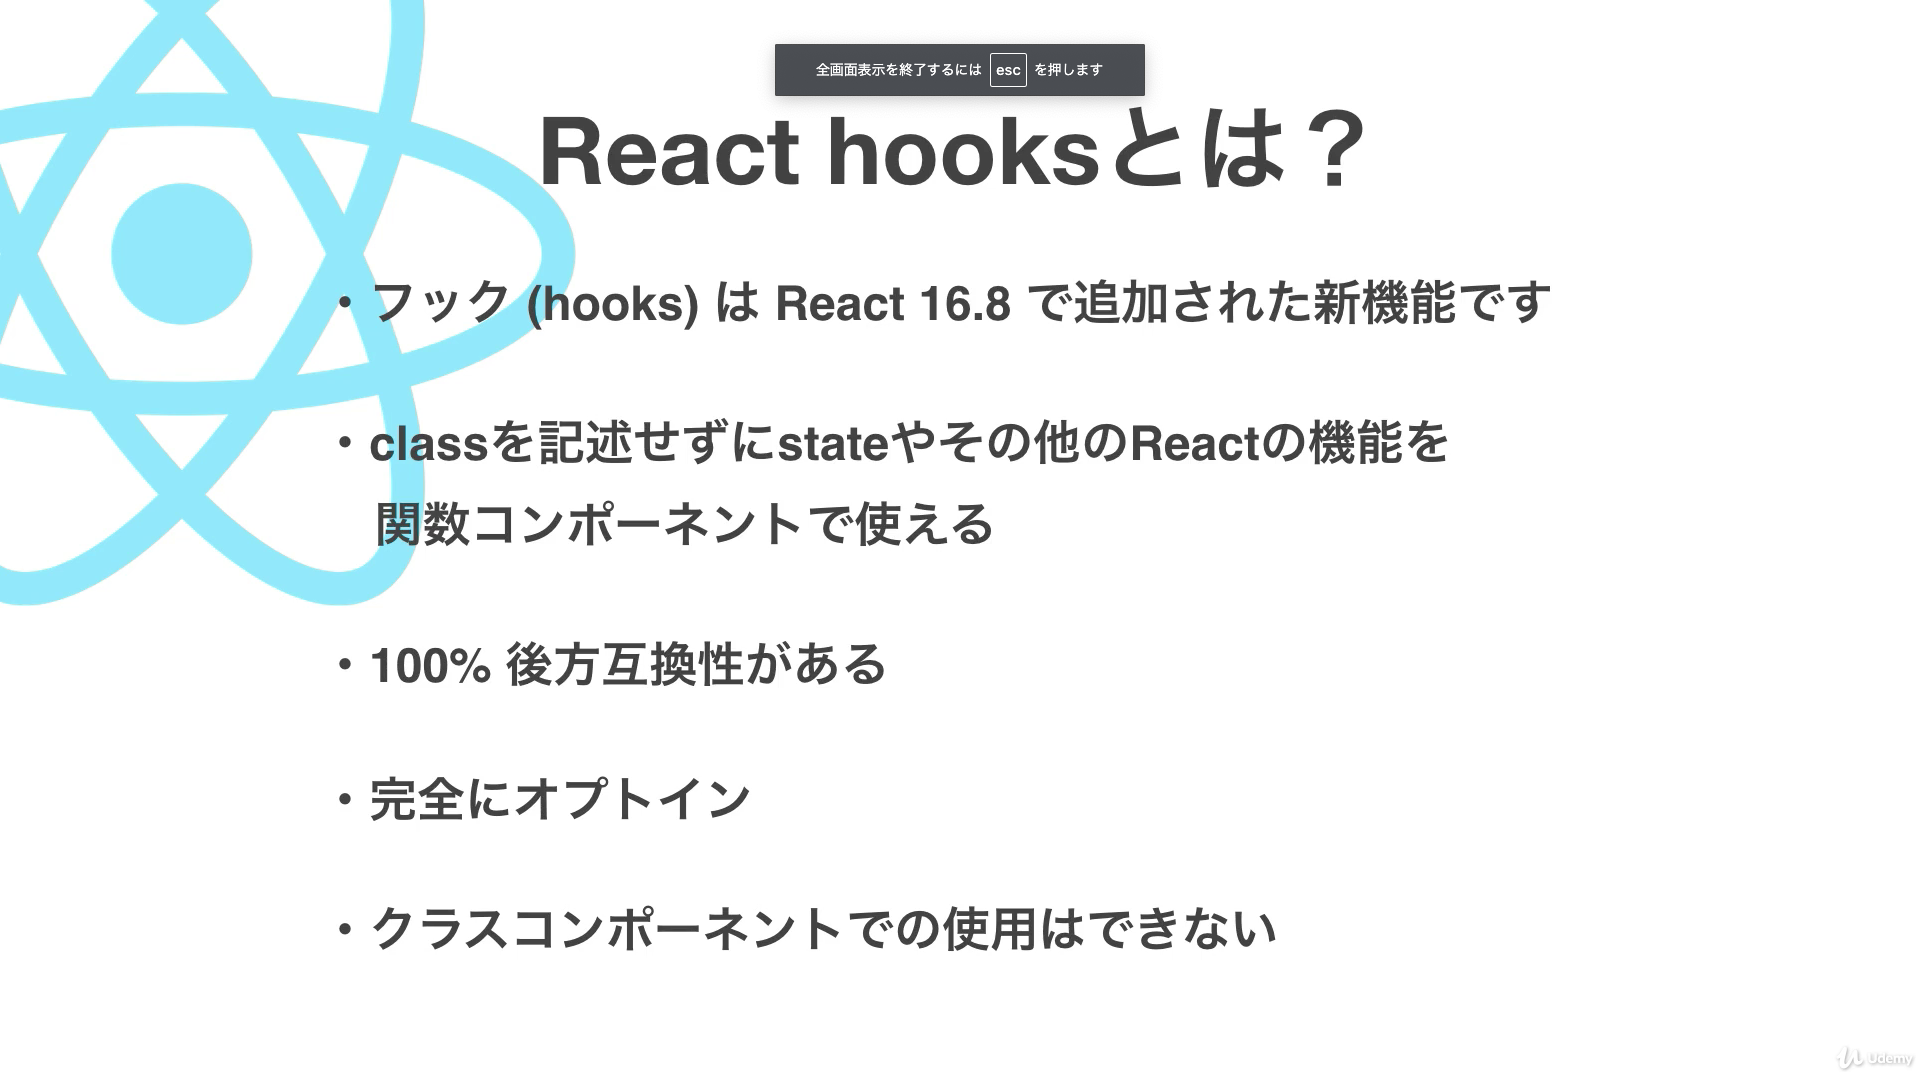 全画面表示を終了するには esc を押します
React hooksとは？
・フック (hooks) は React 16.8 で追加された新機能です
・classを記述せずにstateやその他のReactの機能を
関数コンポーネントで使える
・100% 後方互換性がある
・完全にオプトイン
・クラスコンポーネントでの使用はできない
Udemy